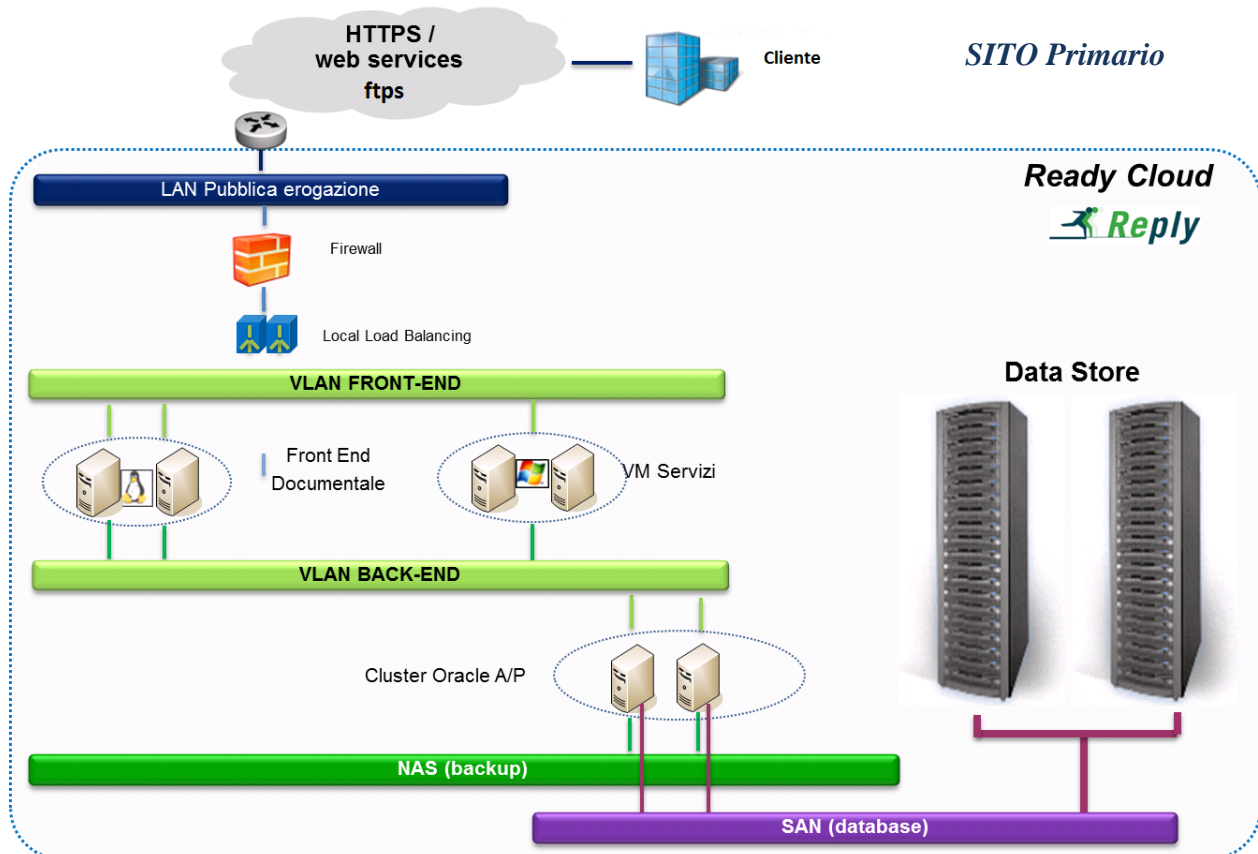 HTTPS /
web services
ftps
Cliente
SITO Primario
LAN Pubblica erogazione
Ready Cloud
Reply
Firewall
Local Load Balancing
VLAN FRONT-END
Data Store
Front End
Documentale
VM Servizi
VLAN BACK-END
Cluster Oracle A/P
NAS (backup)
SAN (database)